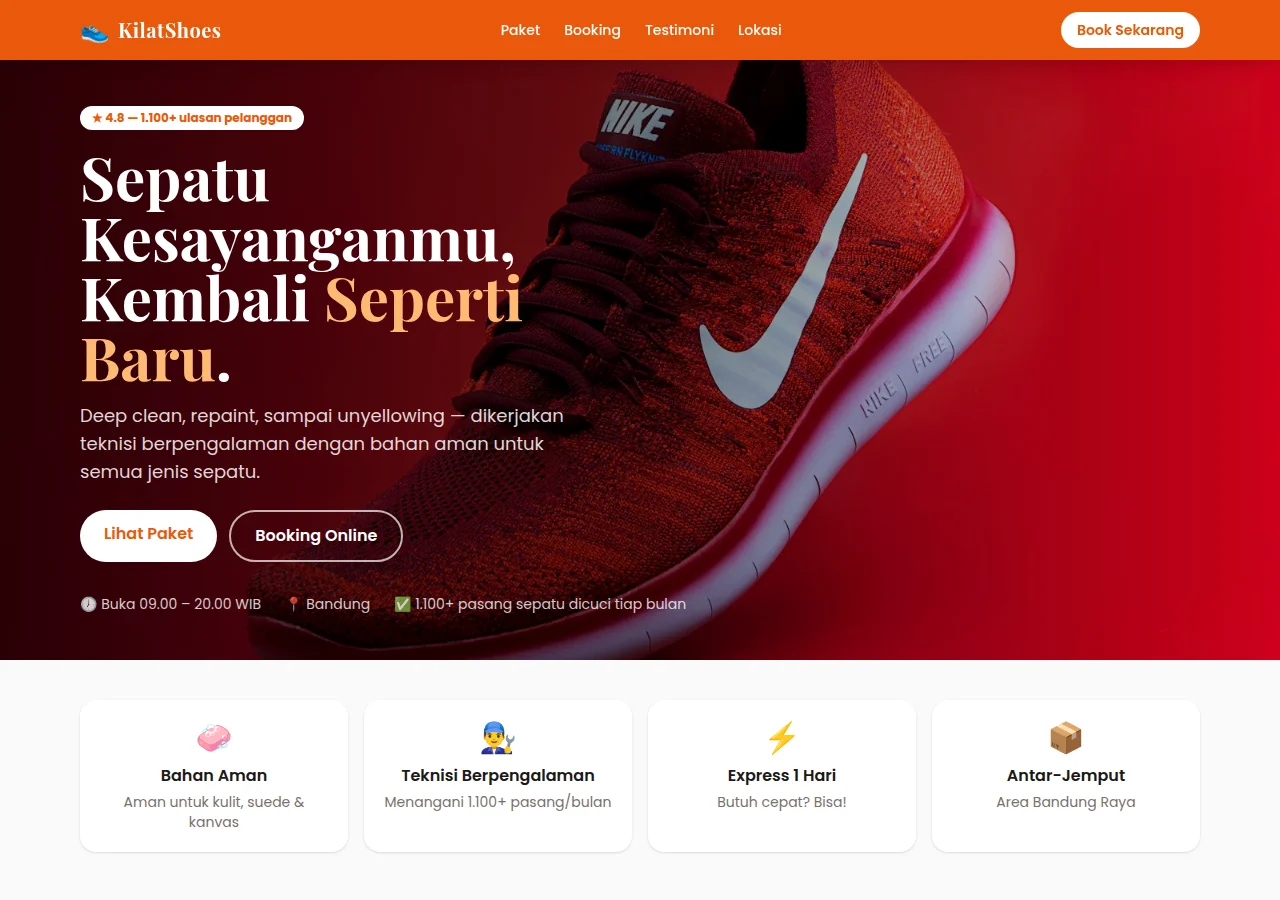 KilatShoes
Paket
Booking
Testimoni
Lokasi
Book Sekarang
★ 4.8 — 1.100+ ulasan pelanggan
Sepatu
Kesayanganmu,
Kembali Seperti
Baru.
Deep clean, repaint, sampai unyellowing — dikerjakan
teknisi berpengalaman dengan bahan aman untuk
semua jenis sepatu.
Lihat Paket
Booking Online
Buka 09.00 – 20.00 WIB
Bandung
1.100+ pasang sepatu dicuci tiap bulan
NIKE
NIKE FREE
Bahan Aman
Aman untuk kulit, suede &
kanvas
Teknisi Berpengalaman
Menangani 1.100+ pasang/bulan
Express 1 Hari
Butuh cepat? Bisa!
Antar-Jemput
Area Bandung Raya